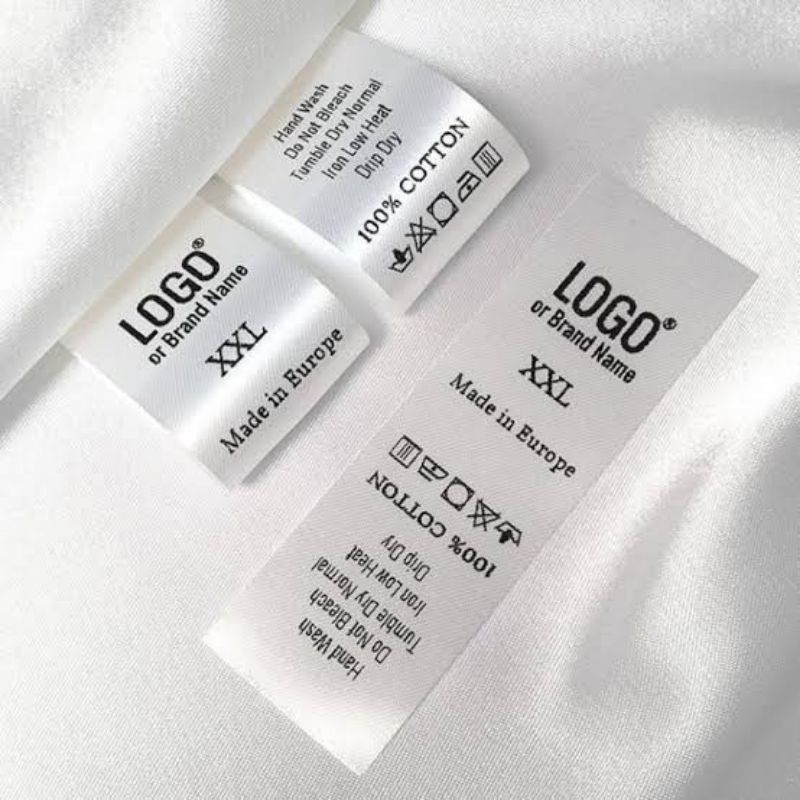 Hand Wash
Do Not Bleach
Tumble Dry Normal
Iron Low Heat
Drip Dry
100% COTTON
LOGO®
or Brand Name
XXL
Made in Europe
LOGO®
or Brand Name
XXL
Made in Europe
100% COTTON
Drip Dry
Iron Low Heat
Tumble Dry Normal
Do Not Bleach
Hand Wash